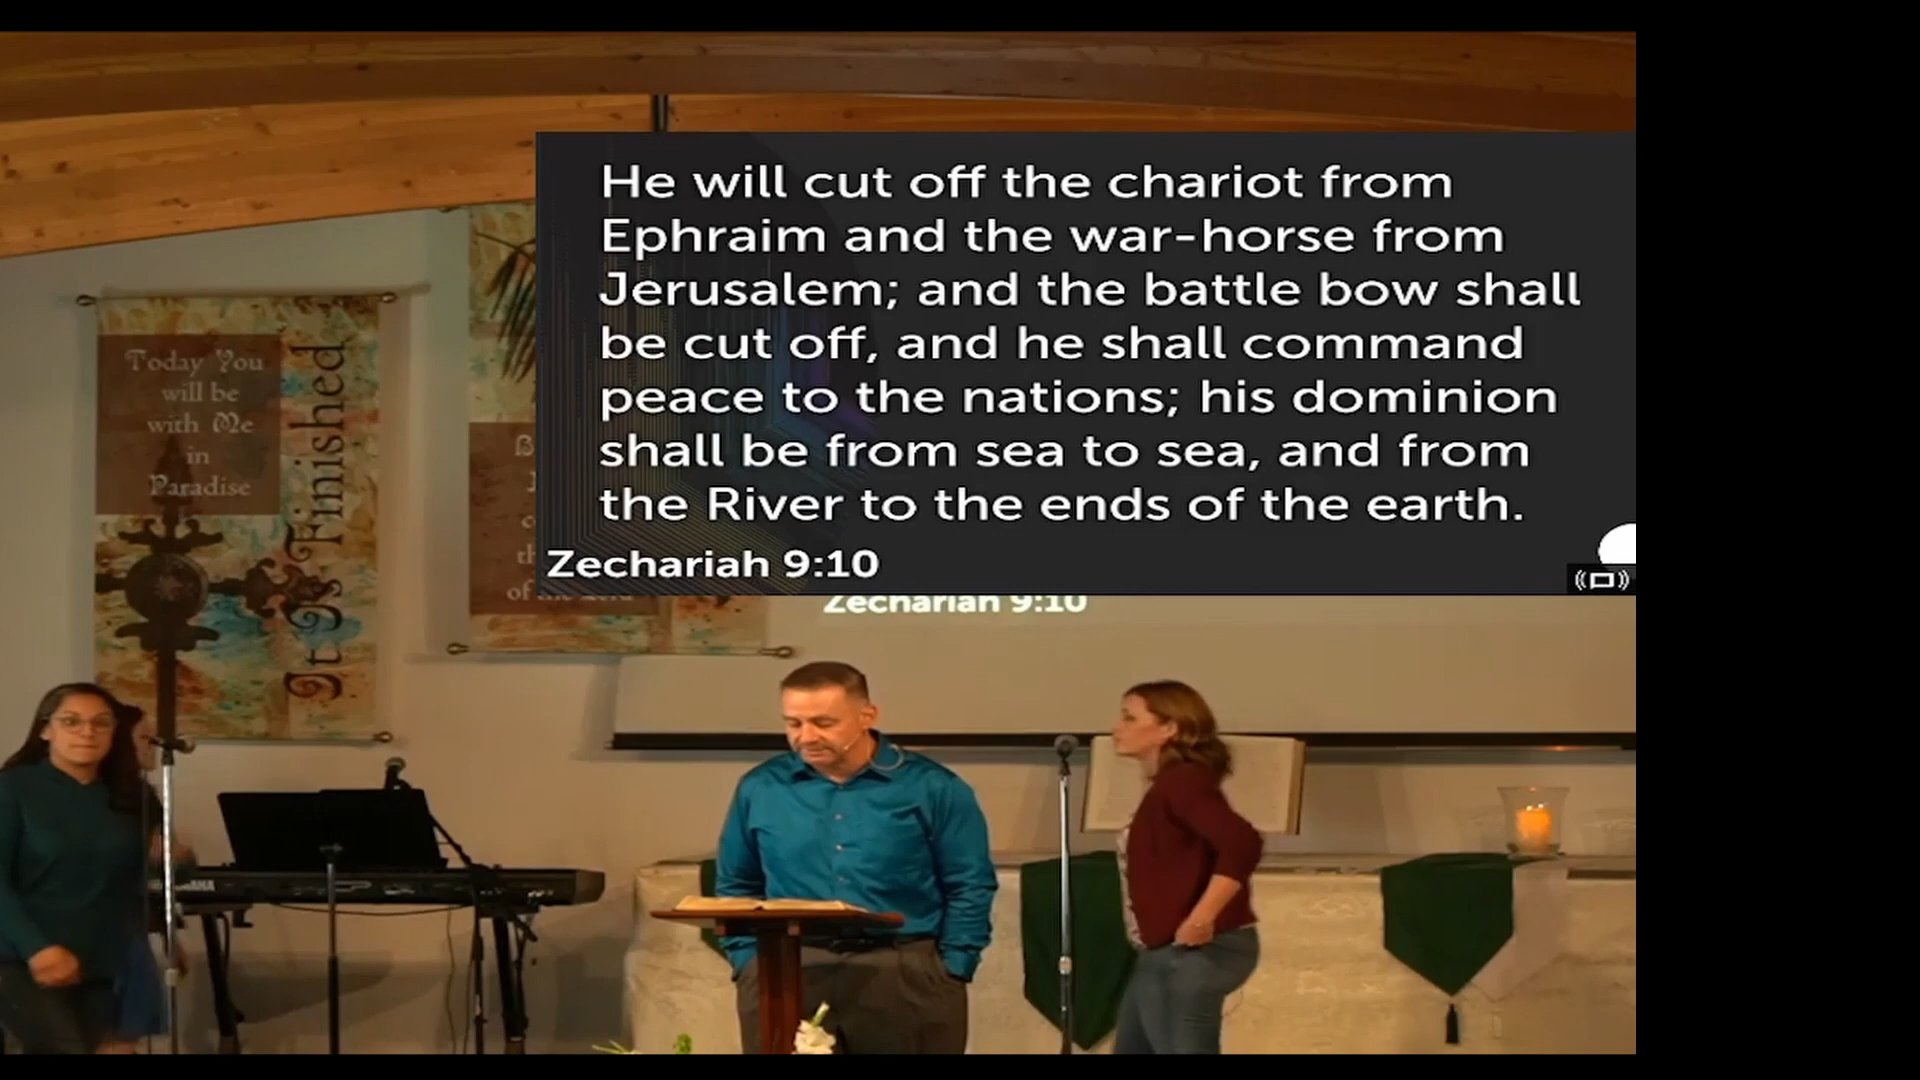 He will cut off the chariot from
Ephraim and the war-horse from
Jerusalem; and the battle bow shall
be cut off, and he shall command
peace to the nations; his dominion
shall be from sea to sea, and from
the River to the ends of the earth.
Zechariah 9:10
Zechariah 9:10
Today You
will be
with Me
in
Paradise
It Is Finished
of the Lord